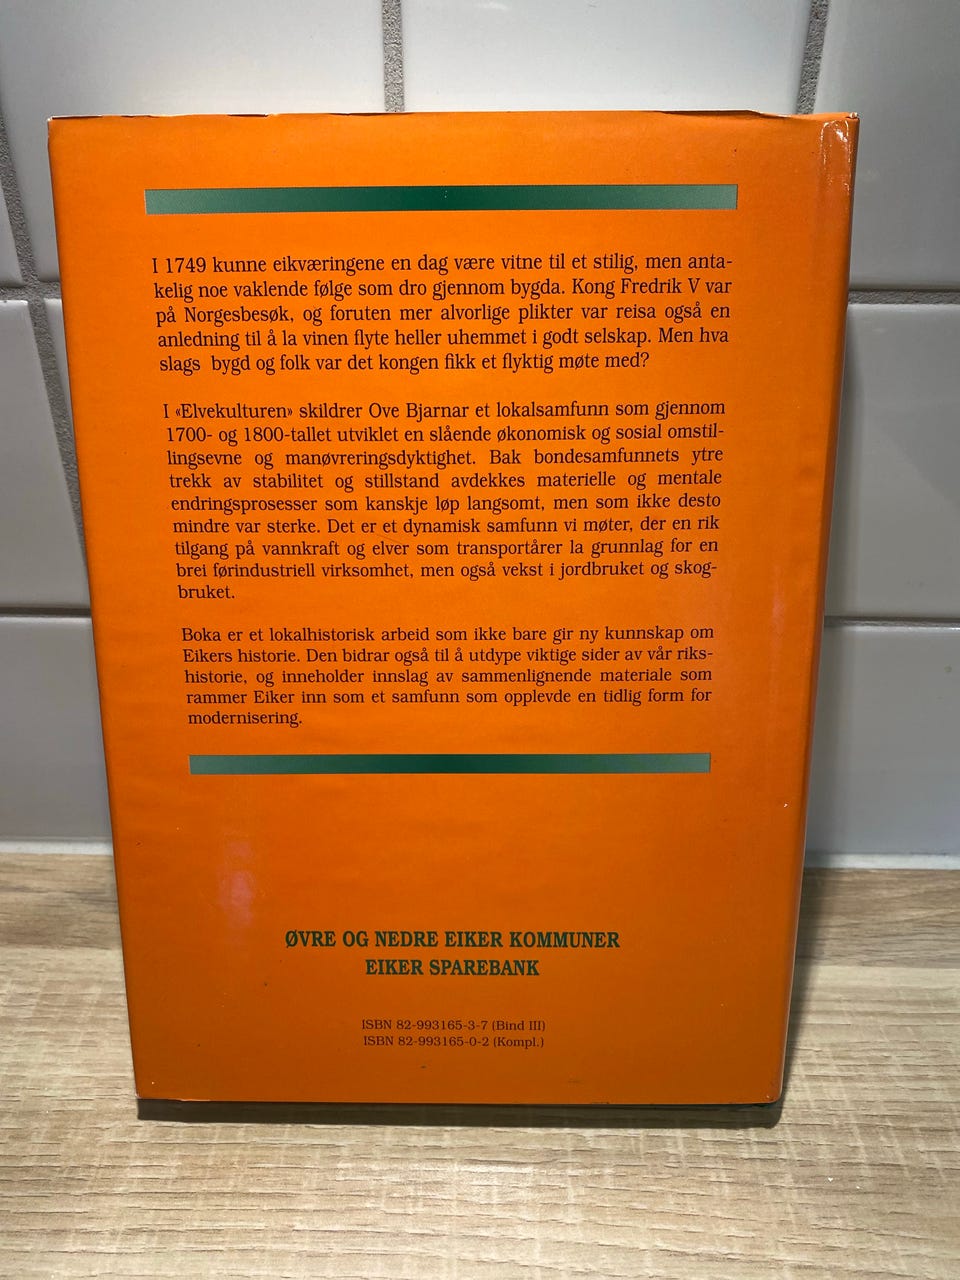 I 1749 kunne eikværingene en dag være vitne til et stilig, men anta-
kelig noe vaklende følge som dro gjennom bygda. Kong Fredrik V var
på Norgesbesøk, og foruten mer alvorlige plikter var reisa også en
anledning til å la vinen flyte heller uhemmet i godt selskap. Men hva
slags bygd og folk var det kongen fikk et flyktig møte med?
I «Elvekulturen» skildrer Ove Bjarnar et lokalsamfunn som gjennom
1700- og 1800-tallet utviklet en slående økonomisk og sosial omstil-
lingsevne og manøvreringsdyktighet. Bak bondesamfunnets ytre
trekk av stabilitet og stillstand avdekkes materielle og mentale
endringsprosesser som kanskje løp langsomt, men som ikke desto
mindre var sterke. Det er et dynamisk samfunn vi møter, der en rik
tilgang på vannkraft og elver som transportårer la grunnlag for en
brei førindustriell virksomhet, men også vekst i jordbruket og skog-
bruket.
Boka er et lokalhistorisk arbeid som ikke bare gir ny kunnskap om
Eikers historie. Den bidrar også til å utdype viktige sider av vår riks-
historie, og inneholder innslag av sammenlignende materiale som
rammer Eiker inn som et samfunn som opplevde en tidlig form for
modernisering.
ØVRE OG NEDRE EIKER KOMMUNER
EIKER SPAREBANK
ISBN 82-993165-3-7 (Bind III)
ISBN 82-993165-0-2 (Kompl.)